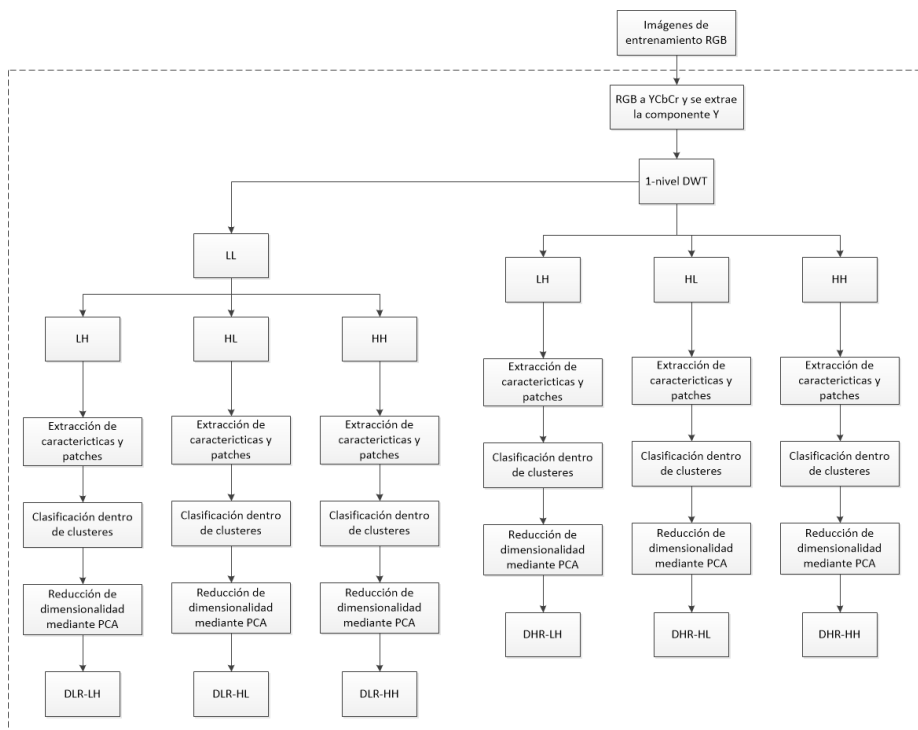 Imágenes de
entrenamiento RGB
RGB a YCbCr y se extrae
la componente Y
1-nivel DWT
LL
LH
HL
HH
LH
HL
HH
Extracción de
caractericticas y
patches
Extracción de
caractericticas y
patches
Extracción de
caractericticas y
patches
Extracción de
caractericticas y
patches
Extracción de
caractericticas y
patches
Extracción de
caractericticas y
patches
Clasificación dentro
de clusteres
Clasificación dentro
de clusteres
Clasificación dentro
de clusteres
Clasificación dentro
de clusteres
Clasificación dentro
de clusteres
Clasificación dentro
de clusteres
Reducción de
dimensionalidad
mediante PCA
Reducción de
dimensionalidad
mediante PCA
Reducción de
dimensionalidad
mediante PCA
Reducción de
dimensionalidad
mediante PCA
Reducción de
dimensionalidad
mediante PCA
Reducción de
dimensionalidad
mediante PCA
DHR-LH
DHR-HL
DHR-HH
DLR-LH
DLR-HL
DLR-HH